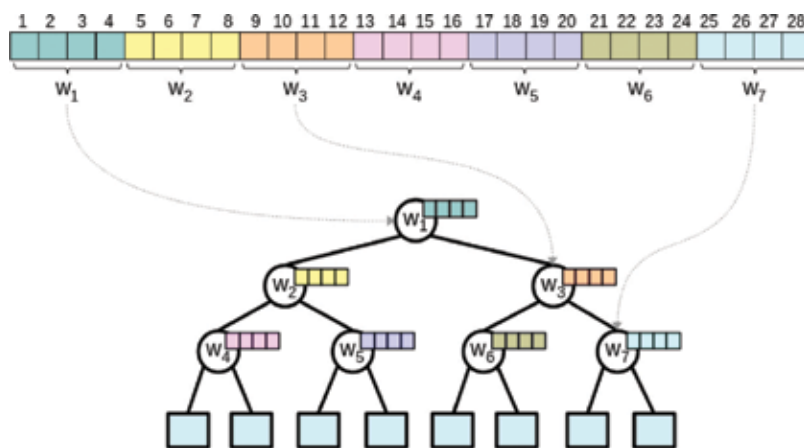 1 2 3 4 5 6 7 8 9 10 11 12 13 14 15 16 17 18 19 20 21 22 23 24 25 26 27 28
W₁ W₂ W₃ W₄ W₅ W₆ W₇
W₁
W₂ W₃
W₄ W₅ W₆ W₇